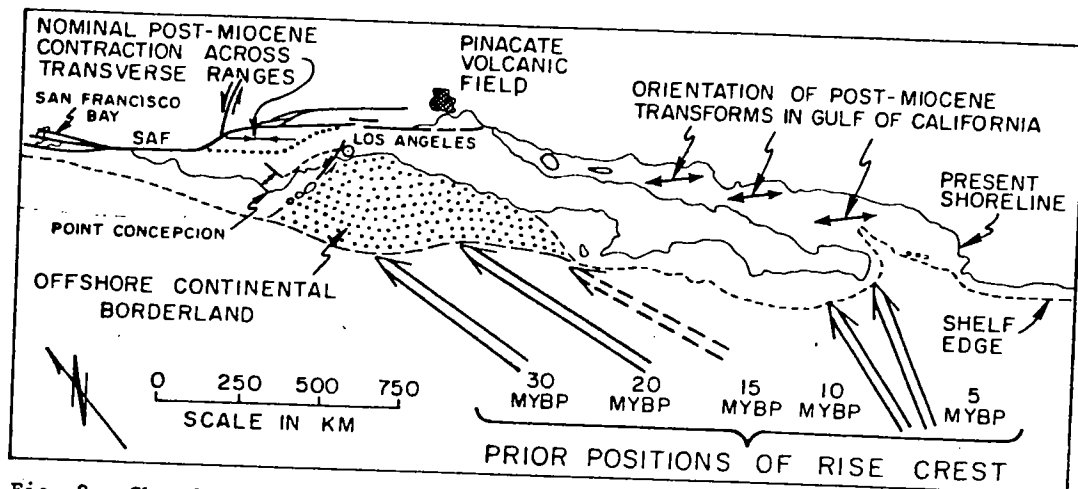 NOMINAL POST-MIOCENE
CONTRACTION ACROSS
TRANSVERSE RANGES
SAN FRANCISCO
BAY
SAF
PINACATE
VOLCANIC
FIELD
ORIENTATION OF POST-MIOCENE
TRANSFORMS IN GULF OF CALIFORNIA
LOS ANGELES
PRESENT
SHORELINE
POINT CONCEPCION
OFFSHORE CONTINENTAL
BORDERLAND
SHELF
EDGE
N
0 250 500 750
SCALE IN KM
30 20 15 10 5
MYBP MYBP MYBP MYBP MYBP
PRIOR POSITIONS OF RISE CREST